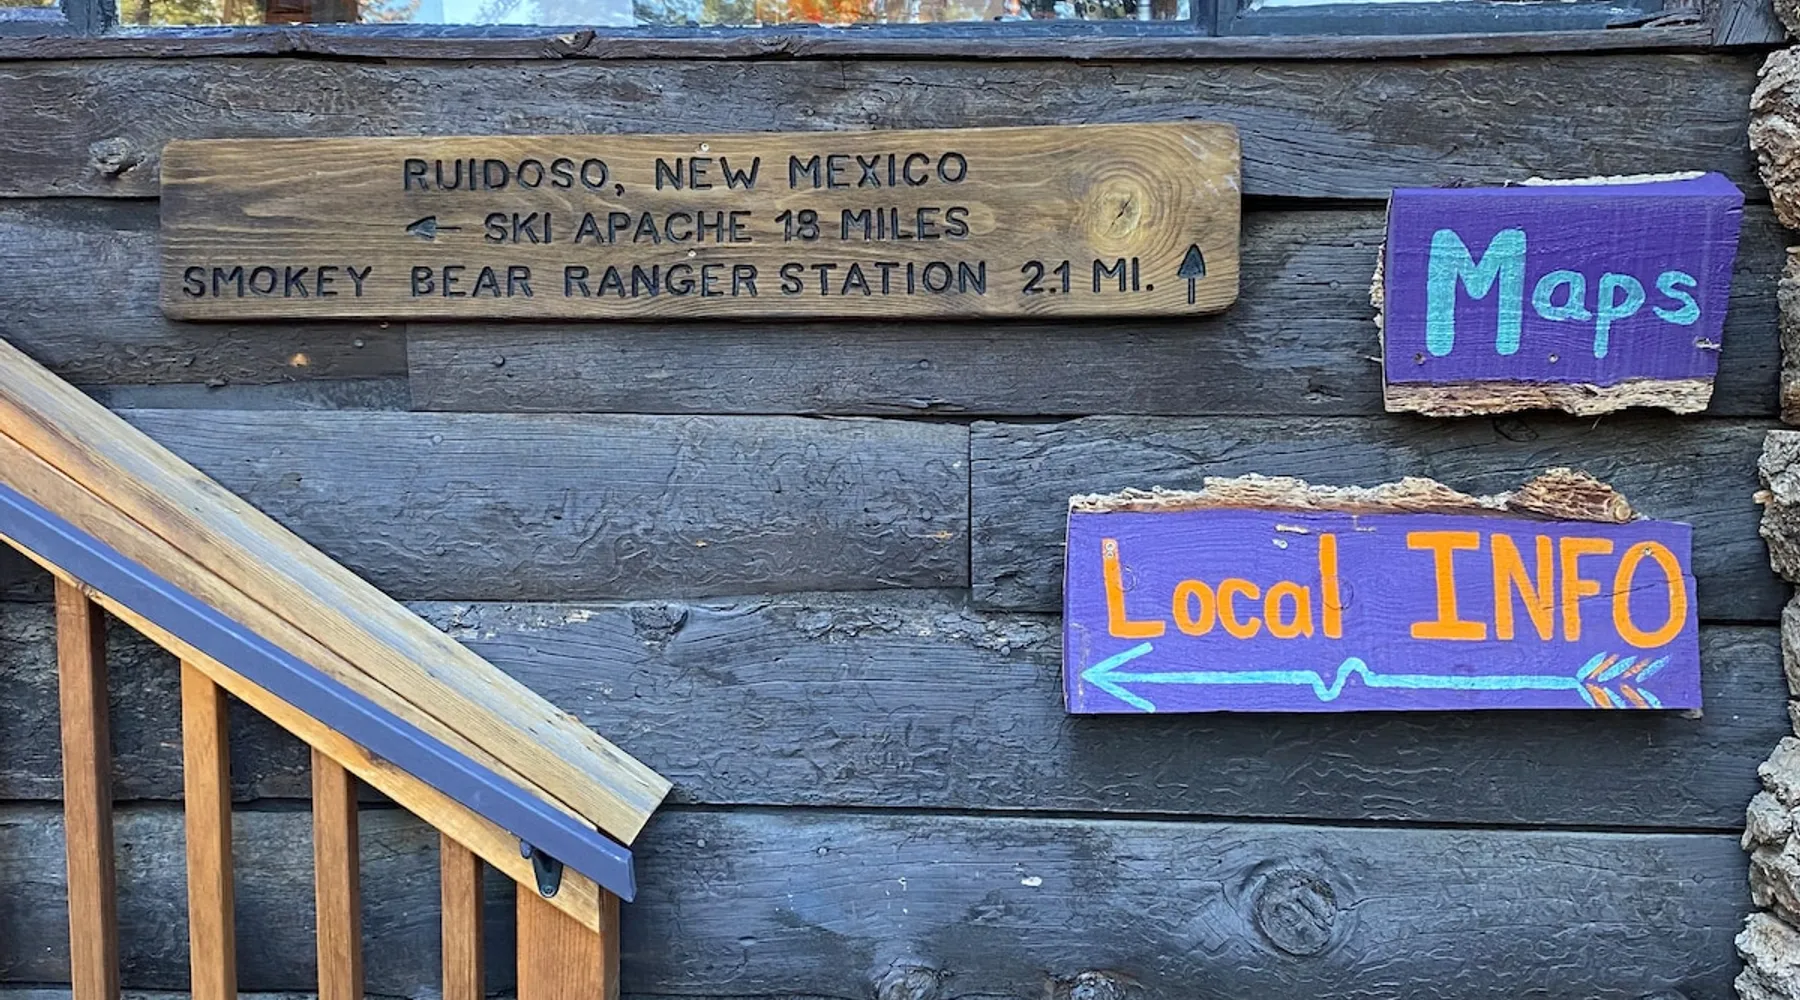 RUIDOSO, NEW MEXICO
SKI APACHE 18 MILES
SMOKEY BEAR RANGER STATION 2.1 MI.
Maps
Local INFO